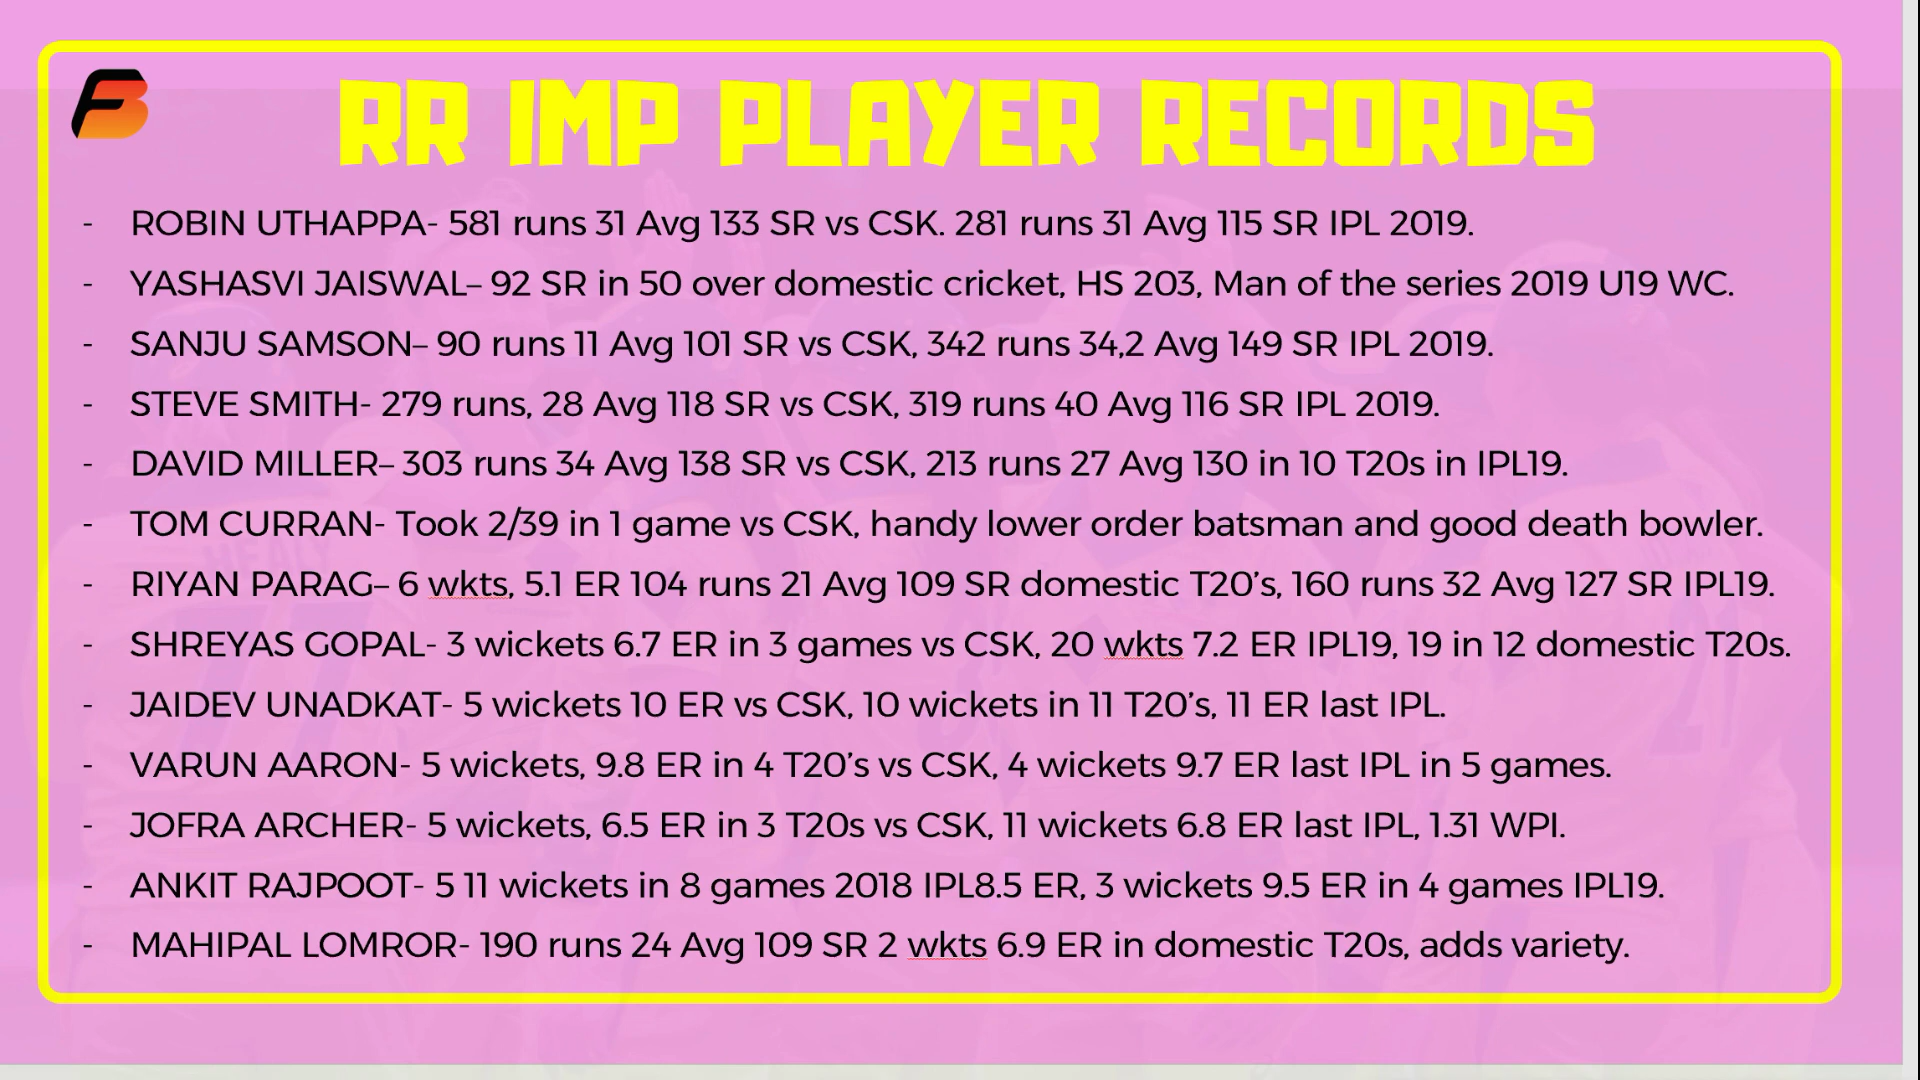 RR IMP PLAYER RECORDS
- ROBIN UTHAPPA- 581 runs 31 Avg 133 SR vs CSK. 281 runs 31 Avg 115 SR IPL 2019.
- YASHASVI JAISWAL– 92 SR in 50 over domestic cricket, HS 203, Man of the series 2019 U19 WC.
- SANJU SAMSON– 90 runs 11 Avg 101 SR vs CSK, 342 runs 34,2 Avg 149 SR IPL 2019.
- STEVE SMITH- 279 runs, 28 Avg 118 SR vs CSK, 319 runs 40 Avg 116 SR IPL 2019.
- DAVID MILLER– 303 runs 34 Avg 138 SR vs CSK, 213 runs 27 Avg 130 in 10 T20s in IPL19.
- TOM CURRAN- Took 2/39 in 1 game vs CSK, handy lower order batsman and good death bowler.
- RIYAN PARAG– 6 wkts, 5.1 ER 104 runs 21 Avg 109 SR domestic T20’s, 160 runs 32 Avg 127 SR IPL19.
- SHREYAS GOPAL- 3 wickets 6.7 ER in 3 games vs CSK, 20 wkts 7.2 ER IPL19, 19 in 12 domestic T20s.
- JAIDEV UNADKAT- 5 wickets 10 ER vs CSK, 10 wickets in 11 T20’s, 11 ER last IPL.
- VARUN AARON- 5 wickets, 9.8 ER in 4 T20’s vs CSK, 4 wickets 9.7 ER last IPL in 5 games.
- JOFRA ARCHER- 5 wickets, 6.5 ER in 3 T20s vs CSK, 11 wickets 6.8 ER last IPL, 1.31 WPI.
- ANKIT RAJPOOT- 5 11 wickets in 8 games 2018 IPL8.5 ER, 3 wickets 9.5 ER in 4 games IPL19.
- MAHIPAL LOMROR- 190 runs 24 Avg 109 SR 2 wkts 6.9 ER in domestic T20s, adds variety.